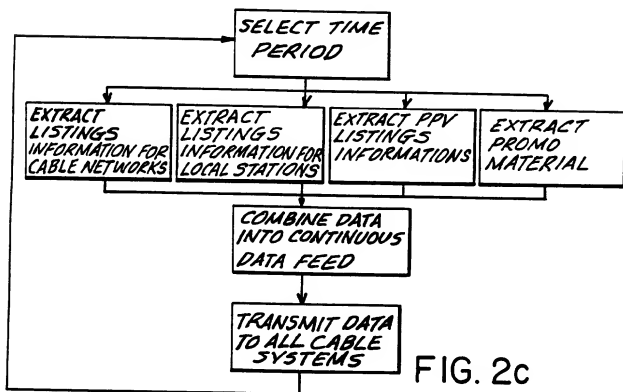 SELECT TIME
PERIOD
EXTRACT
LISTINGS
INFORMATION FOR
CABLE NETWORKS
EXTRACT
LISTINGS
INFORMATION FOR
LOCAL STATIONS
EXTRACT PPV
LISTINGS
INFORMATIONS
EXTRACT
PROMO
MATERIAL
COMBINE DATA
INTO CONTINUOUS
DATA FEED
TRANSMIT DATA
TO ALL CABLE
SYSTEMS
FIG. 2c